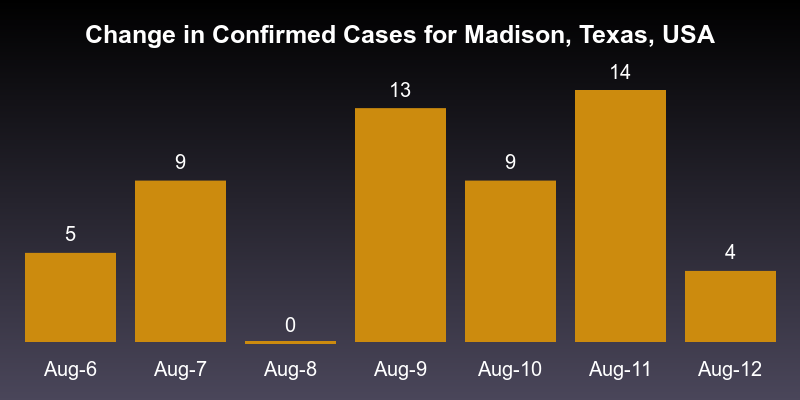 Change in Confirmed Cases for Madison, Texas, USA
5
9
0
13
9
14
4
Aug-6
Aug-7
Aug-8
Aug-9
Aug-10
Aug-11
Aug-12